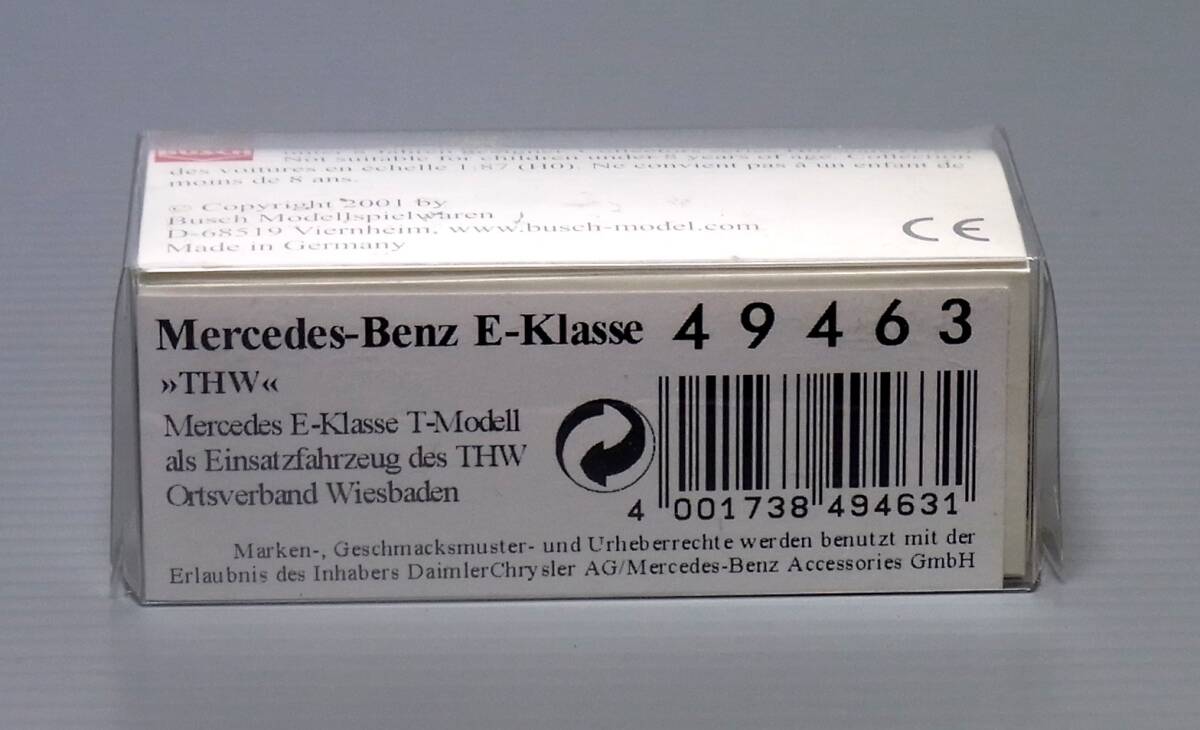 Not suitable for children under 8 years of age. Collection
des voitures en échelle 1:87 (H0). Ne convient pas à un enfant de
moins de 8 ans.
© Copyright 2001 by
Busch Modellspielwaren
D-68519 Viernheim, www.busch-model.com
Made in Germany
CE
Mercedes-Benz E-Klasse 49463
»THW«
Mercedes E-Klasse T-Modell
als Einsatzfahrzeug des THW
Ortsverband Wiesbaden
4 001738 494631
Marken-, Geschmacksmuster- und Urheberrechte werden benutzt mit der
Erlaubnis des Inhabers DaimlerChrysler AG/Mercedes-Benz Accessories GmbH